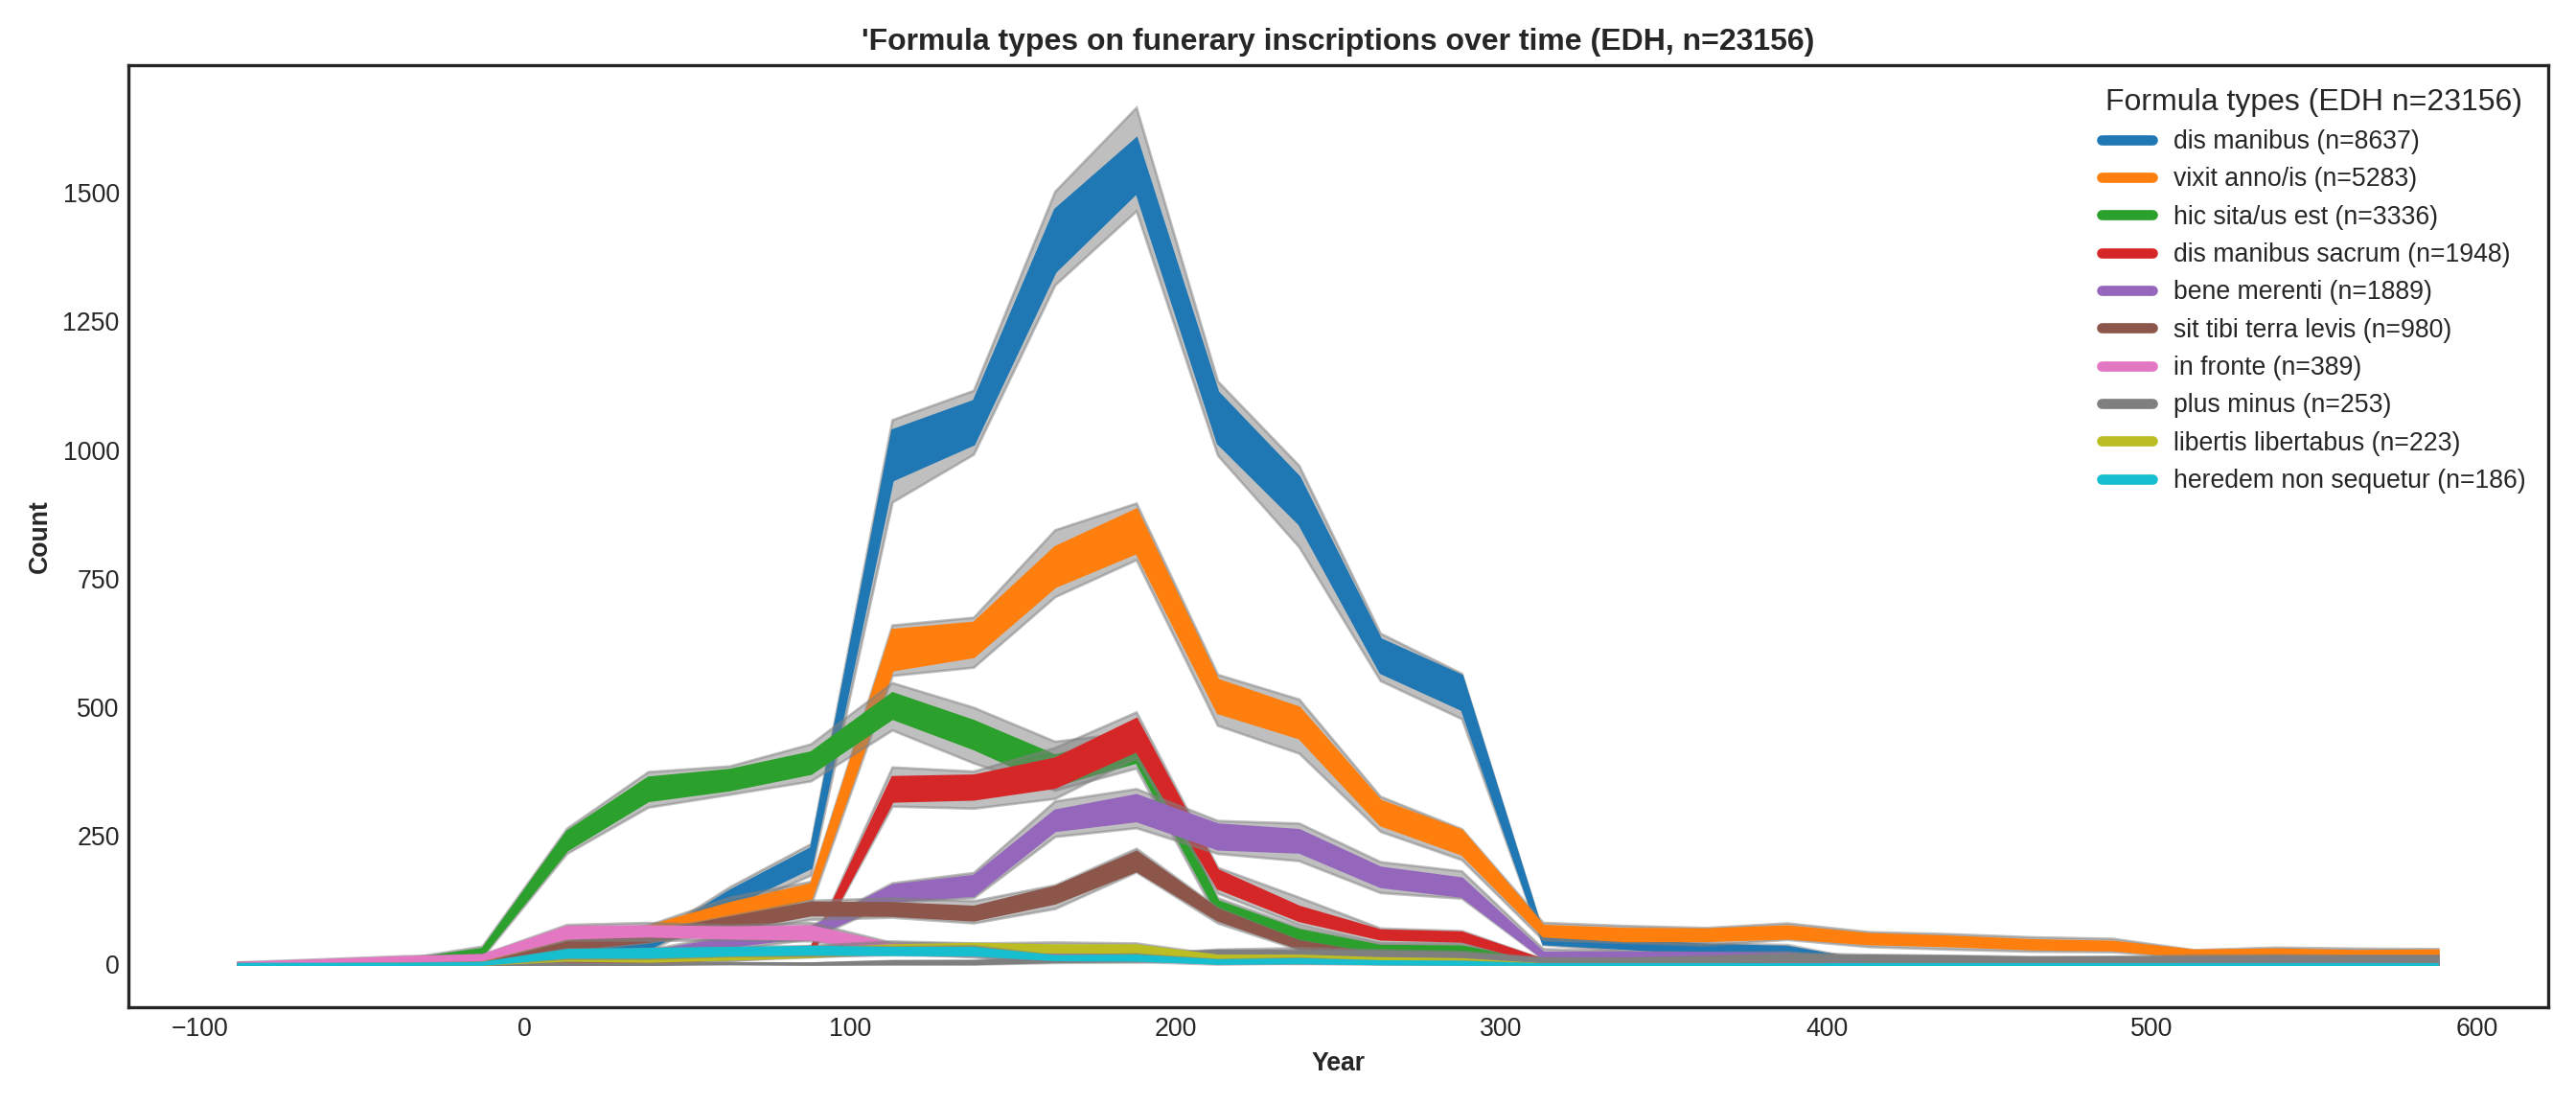 'Formula types on funerary inscriptions over time (EDH, n=23156)
Formula types (EDH n=23156)
dis manibus (n=8637)
vixit anno/is (n=5283)
hic sita/us est (n=3336)
dis manibus sacrum (n=1948)
bene merenti (n=1889)
sit tibi terra levis (n=980)
in fronte (n=389)
plus minus (n=253)
libertis libertabus (n=223)
heredem non sequetur (n=186)
Count
1500
1250
1000
750
500
250
0
−100 0 100 200 300 400 500 600
Year